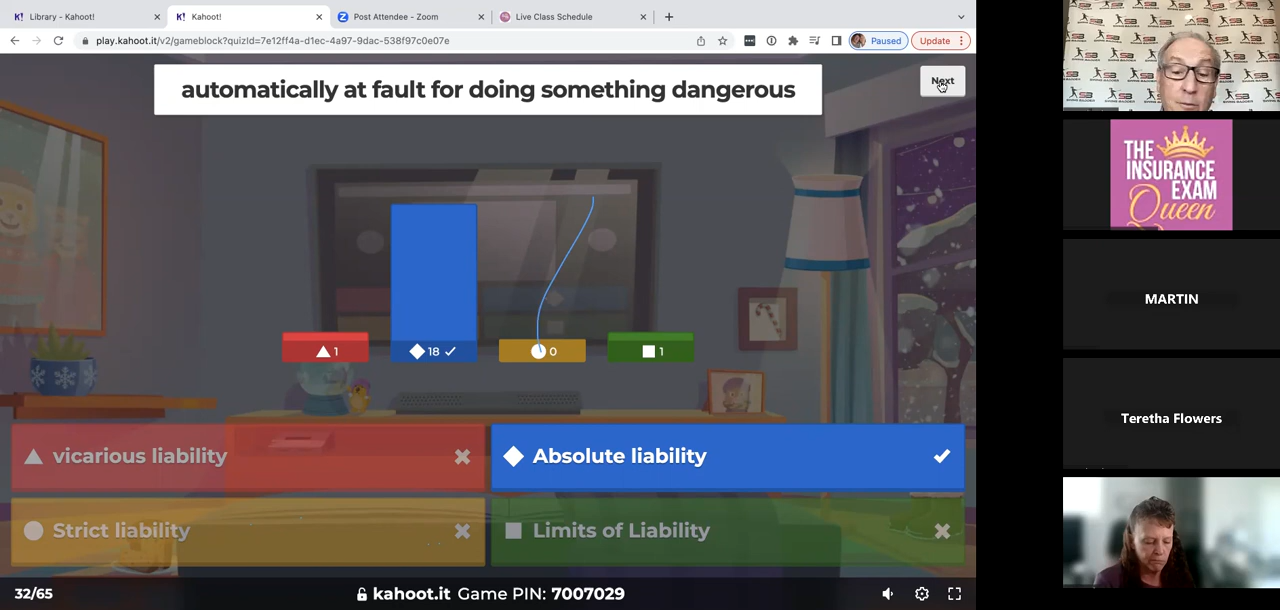 Library - Kahoot!
Kahoot!
Post Attendee - Zoom
Live Class Schedule
play.kahoot.it/v2/gameblock?quizId=7e12ff4a-d1ec-4a97-9dac-538f97c0e07e
Paused
Update
automatically at fault for doing something dangerous
Next
1
18
0
1
vicarious liability
Absolute liability
Strict liability
Limits of Liability
32/65
kahoot.it Game PIN: 7007029
THE
INSURANCE
EXAM
Queen
MARTIN
Teretha Flowers